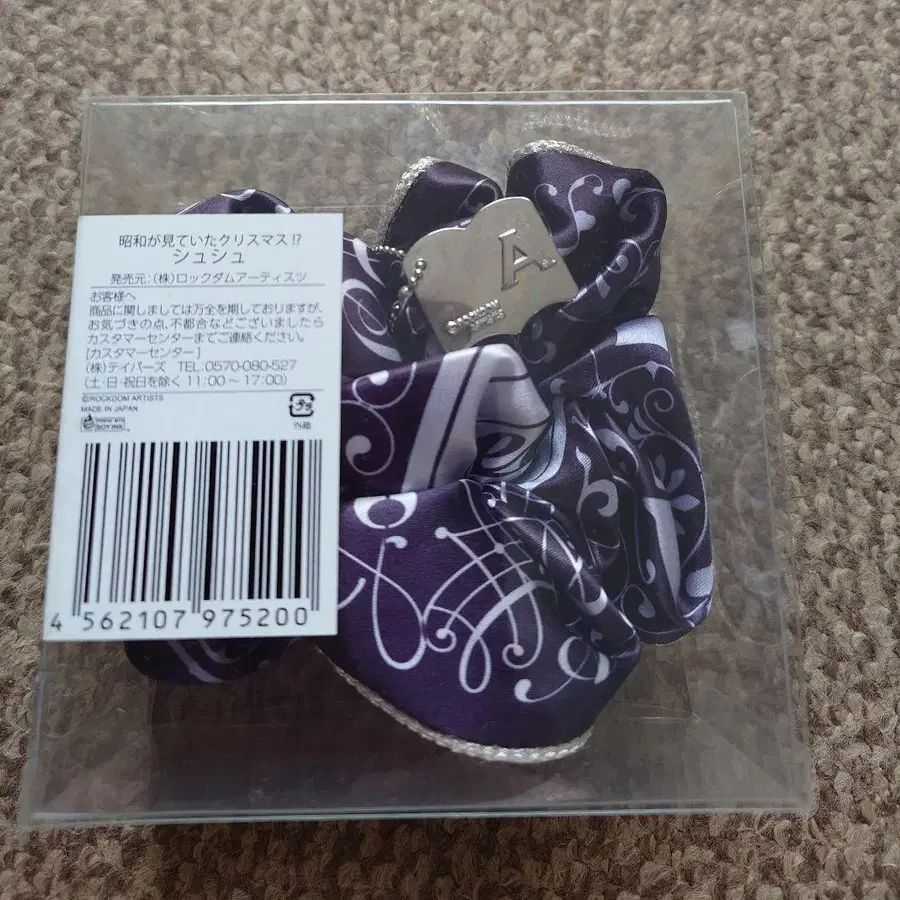 昭和が見ていたクリスマス!?
シュシュ
発売元:(株)ロックダムアーティスツ
お客様へ
商品に関しましては万全を期しておりますが、
お気づきの点、不都合などございましたら
カスタマーセンターまでご連絡ください。
[カスタマーセンター]
(株)テイパーズ TEL:0570-080-527
(土・日・祝日を除く 11:00~17:00)
©ROCKDOM ARTISTS
MADE IN JAPAN
SOY INK
プラ
外箱
4 562107 975200
A